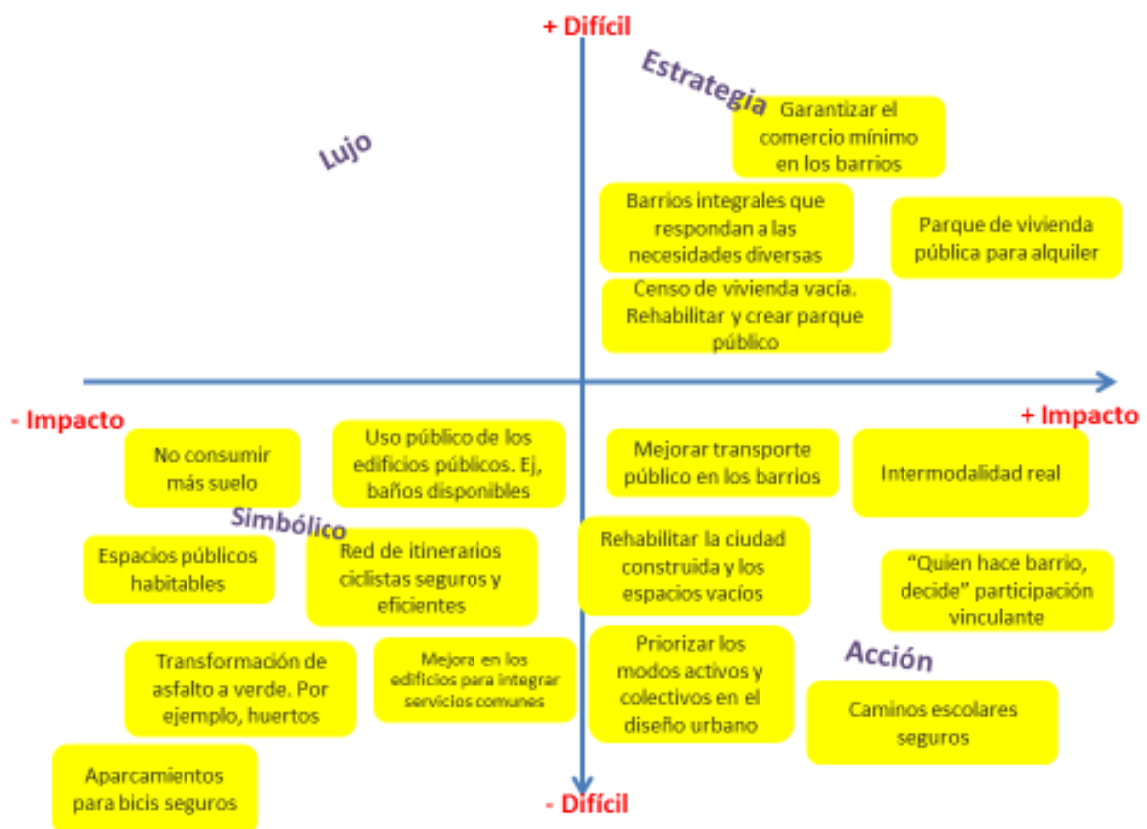 + Difícil
Estrategia
Lujo
Garantizar el
comercio mínimo
en los barrios
Barrios integrales que
respondan a las
necesidades diversas
Parque de vivienda
pública para alquiler
Censo de vivienda vacía.
Rehabilitar y crear parque
público
- Impacto
+ Impacto
No consumir
más suelo
Uso público de los
edificios públicos. Ej,
baños disponibles
Mejorar transporte
público en los barrios
Intermodalidad real
Simbólico
Espacios públicos
habitables
Red de itinerarios
ciclistas seguros y
eficientes
Rehabilitar la ciudad
construida y los
espacios vacíos
“Quien hace barrio,
decide” participación
vinculante
Transformación de
asfalto a verde. Por
ejemplo, huertos
Mejora en los
edificios para integrar
servicios comunes
Priorizar los
modos activos y
colectivos en el
diseño urbano
Acción
Caminos escolares
seguros
Aparcamientos
para bicis seguros
- Difícil